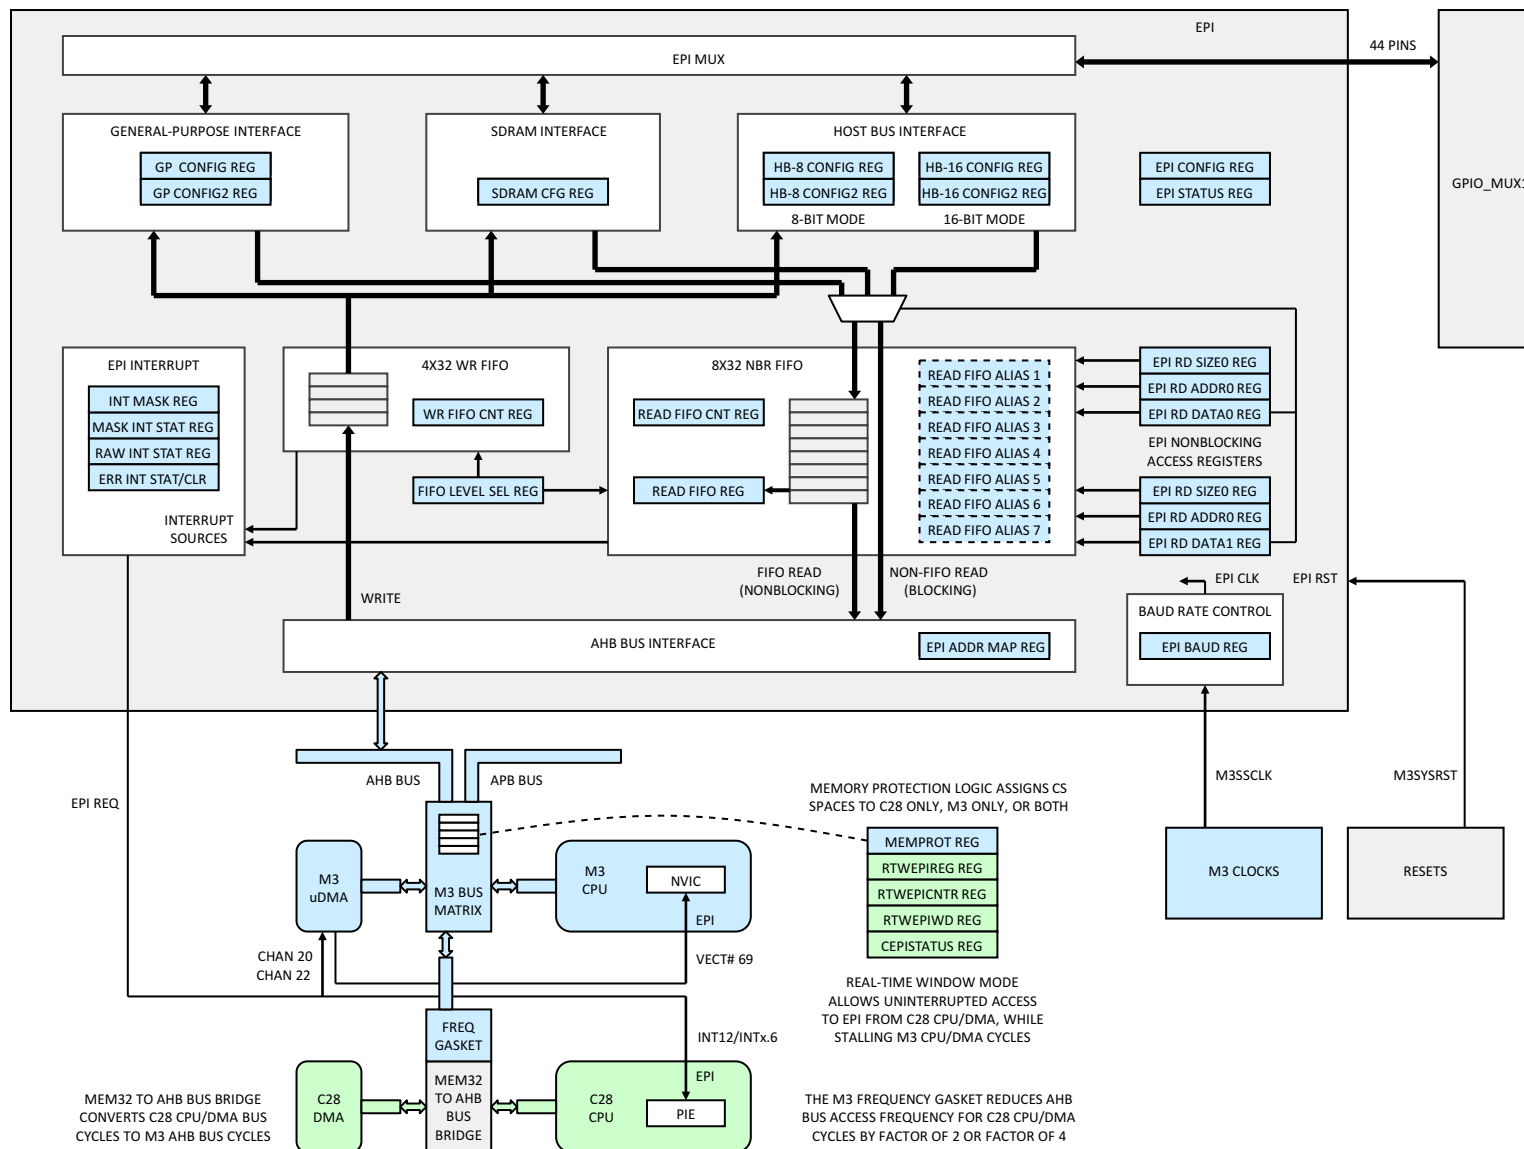 EPI
44 PINS
EPI MUX
GENERAL-PURPOSE INTERFACE
GP CONFIG REG
GP CONFIG2 REG
SDRAM INTERFACE
SDRAM CFG REG
HOST BUS INTERFACE
HB-8 CONFIG REG
HB-8 CONFIG2 REG
8-BIT MODE
HB-16 CONFIG REG
HB-16 CONFIG2 REG
16-BIT MODE
EPI CONFIG REG
EPI STATUS REG
GPIO_MUX1
EPI INTERRUPT
INT MASK REG
MASK INT STAT REG
RAW INT STAT REG
ERR INT STAT/CLR
INTERRUPT
SOURCES
4X32 WR FIFO
WR FIFO CNT REG
FIFO LEVEL SEL REG
8X32 NBR FIFO
READ FIFO CNT REG
READ FIFO REG
READ FIFO ALIAS 1
READ FIFO ALIAS 2
READ FIFO ALIAS 3
READ FIFO ALIAS 4
READ FIFO ALIAS 5
READ FIFO ALIAS 6
READ FIFO ALIAS 7
EPI RD SIZE0 REG
EPI RD ADDR0 REG
EPI RD DATA0 REG
EPI NONBLOCKING
ACCESS REGISTERS
EPI RD SIZE0 REG
EPI RD ADDR0 REG
EPI RD DATA1 REG
WRITE
FIFO READ
(NONBLOCKING)
NON-FIFO READ
(BLOCKING)
EPI CLK
EPI RST
BAUD RATE CONTROL
EPI BAUD REG
AHB BUS INTERFACE
EPI ADDR MAP REG
AHB BUS
APB BUS
EPI REQ
M3SSCLK
M3SYSRST
MEMORY PROTECTION LOGIC ASSIGNS CS
SPACES TO C28 ONLY, M3 ONLY, OR BOTH
MEMPROT REG
RTWEPIREG REG
RTWEPICNTR REG
RTWEPIWD REG
CEPISTATUS REG
M3 CLOCKS
RESETS
M3
uDMA
M3 BUS
MATRIX
M3
CPU
NVIC
EPI
CHAN 20
CHAN 22
VECT# 69
REAL-TIME WINDOW MODE
ALLOWS UNINTERRUPTED ACCESS
TO EPI FROM C28 CPU/DMA, WHILE
STALLING M3 CPU/DMA CYCLES
FREQ
GASKET
INT12/INTx.6
MEM32 TO AHB BUS BRIDGE
CONVERTS C28 CPU/DMA BUS
CYCLES TO M3 AHB BUS CYCLES
C28
DMA
MEM32
TO AHB
BUS
BRIDGE
C28
CPU
EPI
PIE
THE M3 FREQUENCY GASKET REDUCES AHB
BUS ACCESS FREQUENCY FOR C28 CPU/DMA
CYCLES BY FACTOR OF 2 OR FACTOR OF 4